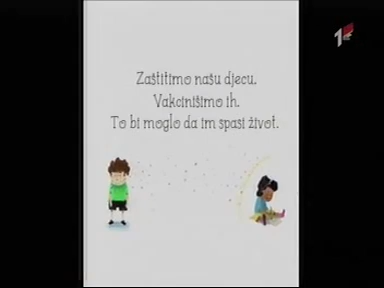 Zaštitimo našu djecu.
Vakcinišimo ih.
To bi moglo da im spasi život.